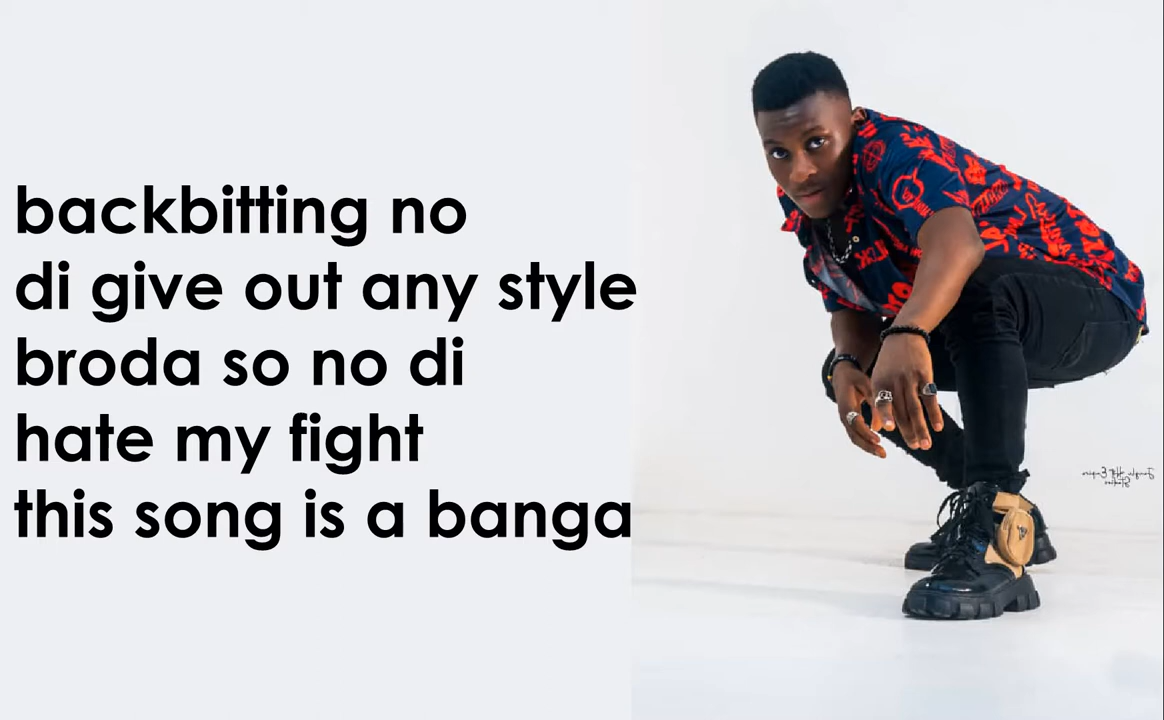 backbitting no
di give out any style
broda so no di
hate my fight
this song is a banga